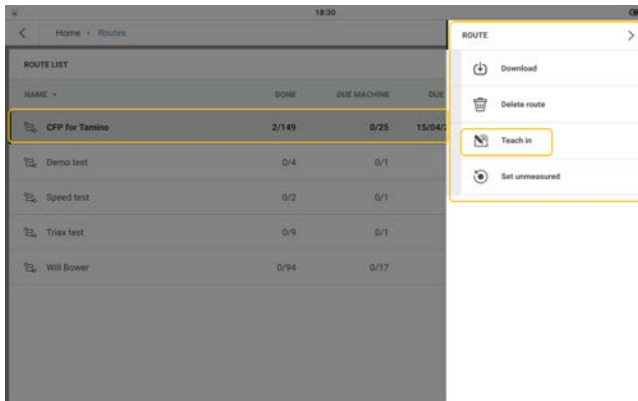 18:30
Home • Routes
ROUTE LIST
NAME DONE DUE MACHINE DUE
CFP for Tamino 2/149 0/25 15/04/2
Demo test 0/4 0/1
Speed test 0/2 0/1
Triax test 0/9 0/1
Will Bower 0/94 0/17
ROUTE
Download
Delete route
Teach in
Set unmeasured